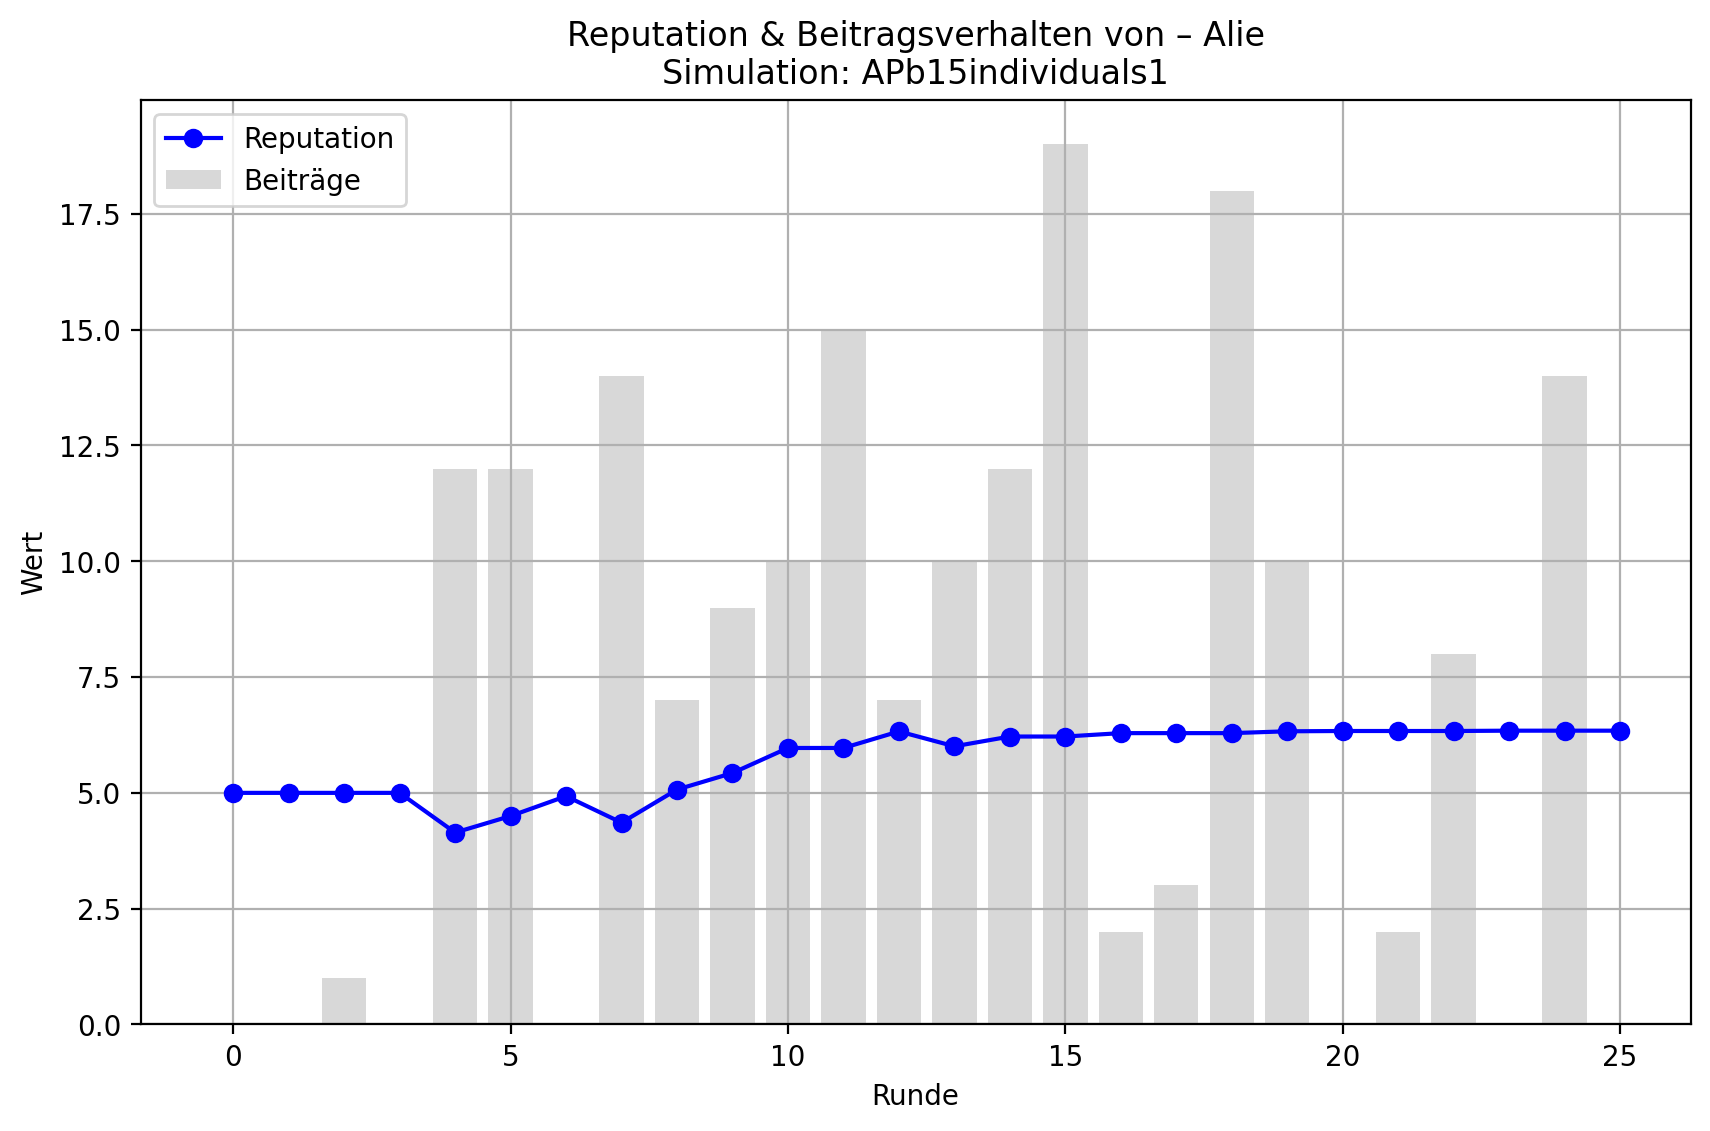 Reputation & Beitragsverhalten von – Alie
Simulation: APb15individuals1
Reputation
Beiträge
17.5
15.0
12.5
10.0
7.5
5.0
2.5
0.0
Wert
0 5 10 15 20 25
Runde